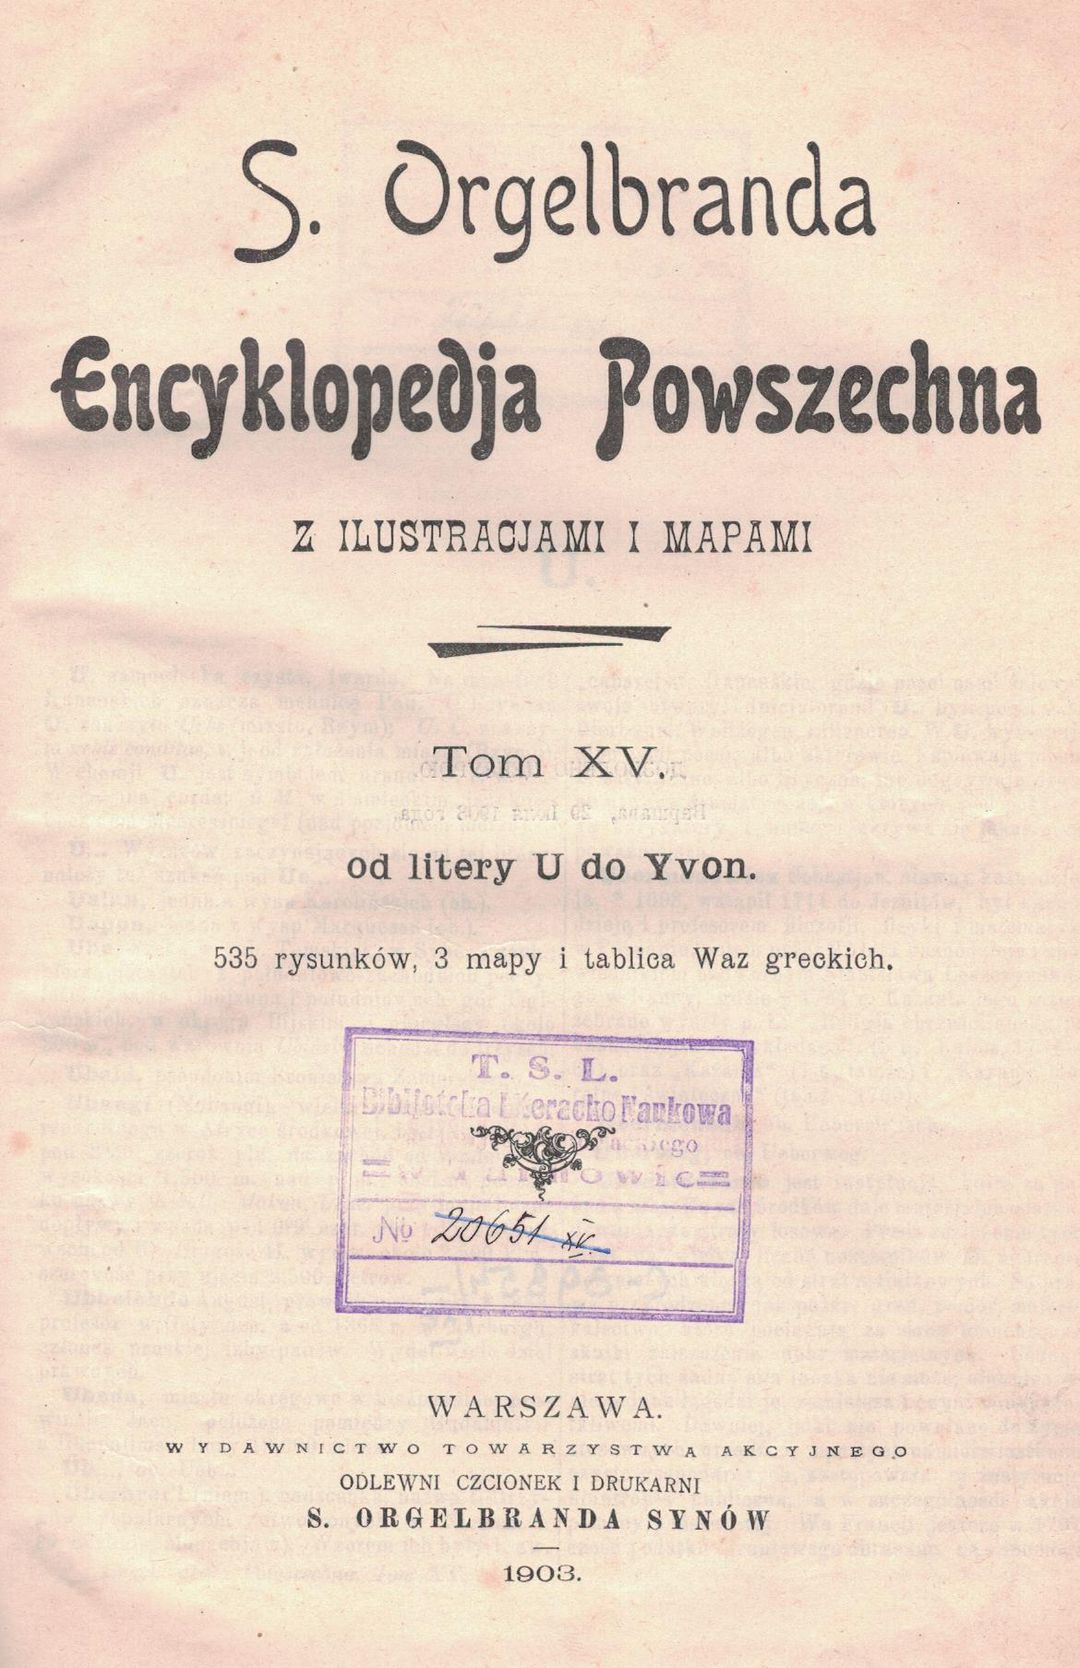 S. Orgelbranda
Encyklopedja Powszechna
Z ILUSTRACJAMI I MAPAMI
Tom XV.
od litery U do Yvon.
535 rysunków, 3 mapy i tablica Waz greckich.
T. S. L.
Biblioteka Literacko Naukowa
w
No 20651 XV.
WARSZAWA.
WYDAWNICTWO TOWARZYSTWA AKCYJNEGO
ODLEWNI CZCIONEK I DRUKARNI
S. ORGELBRANDA SYNÓW
1903.